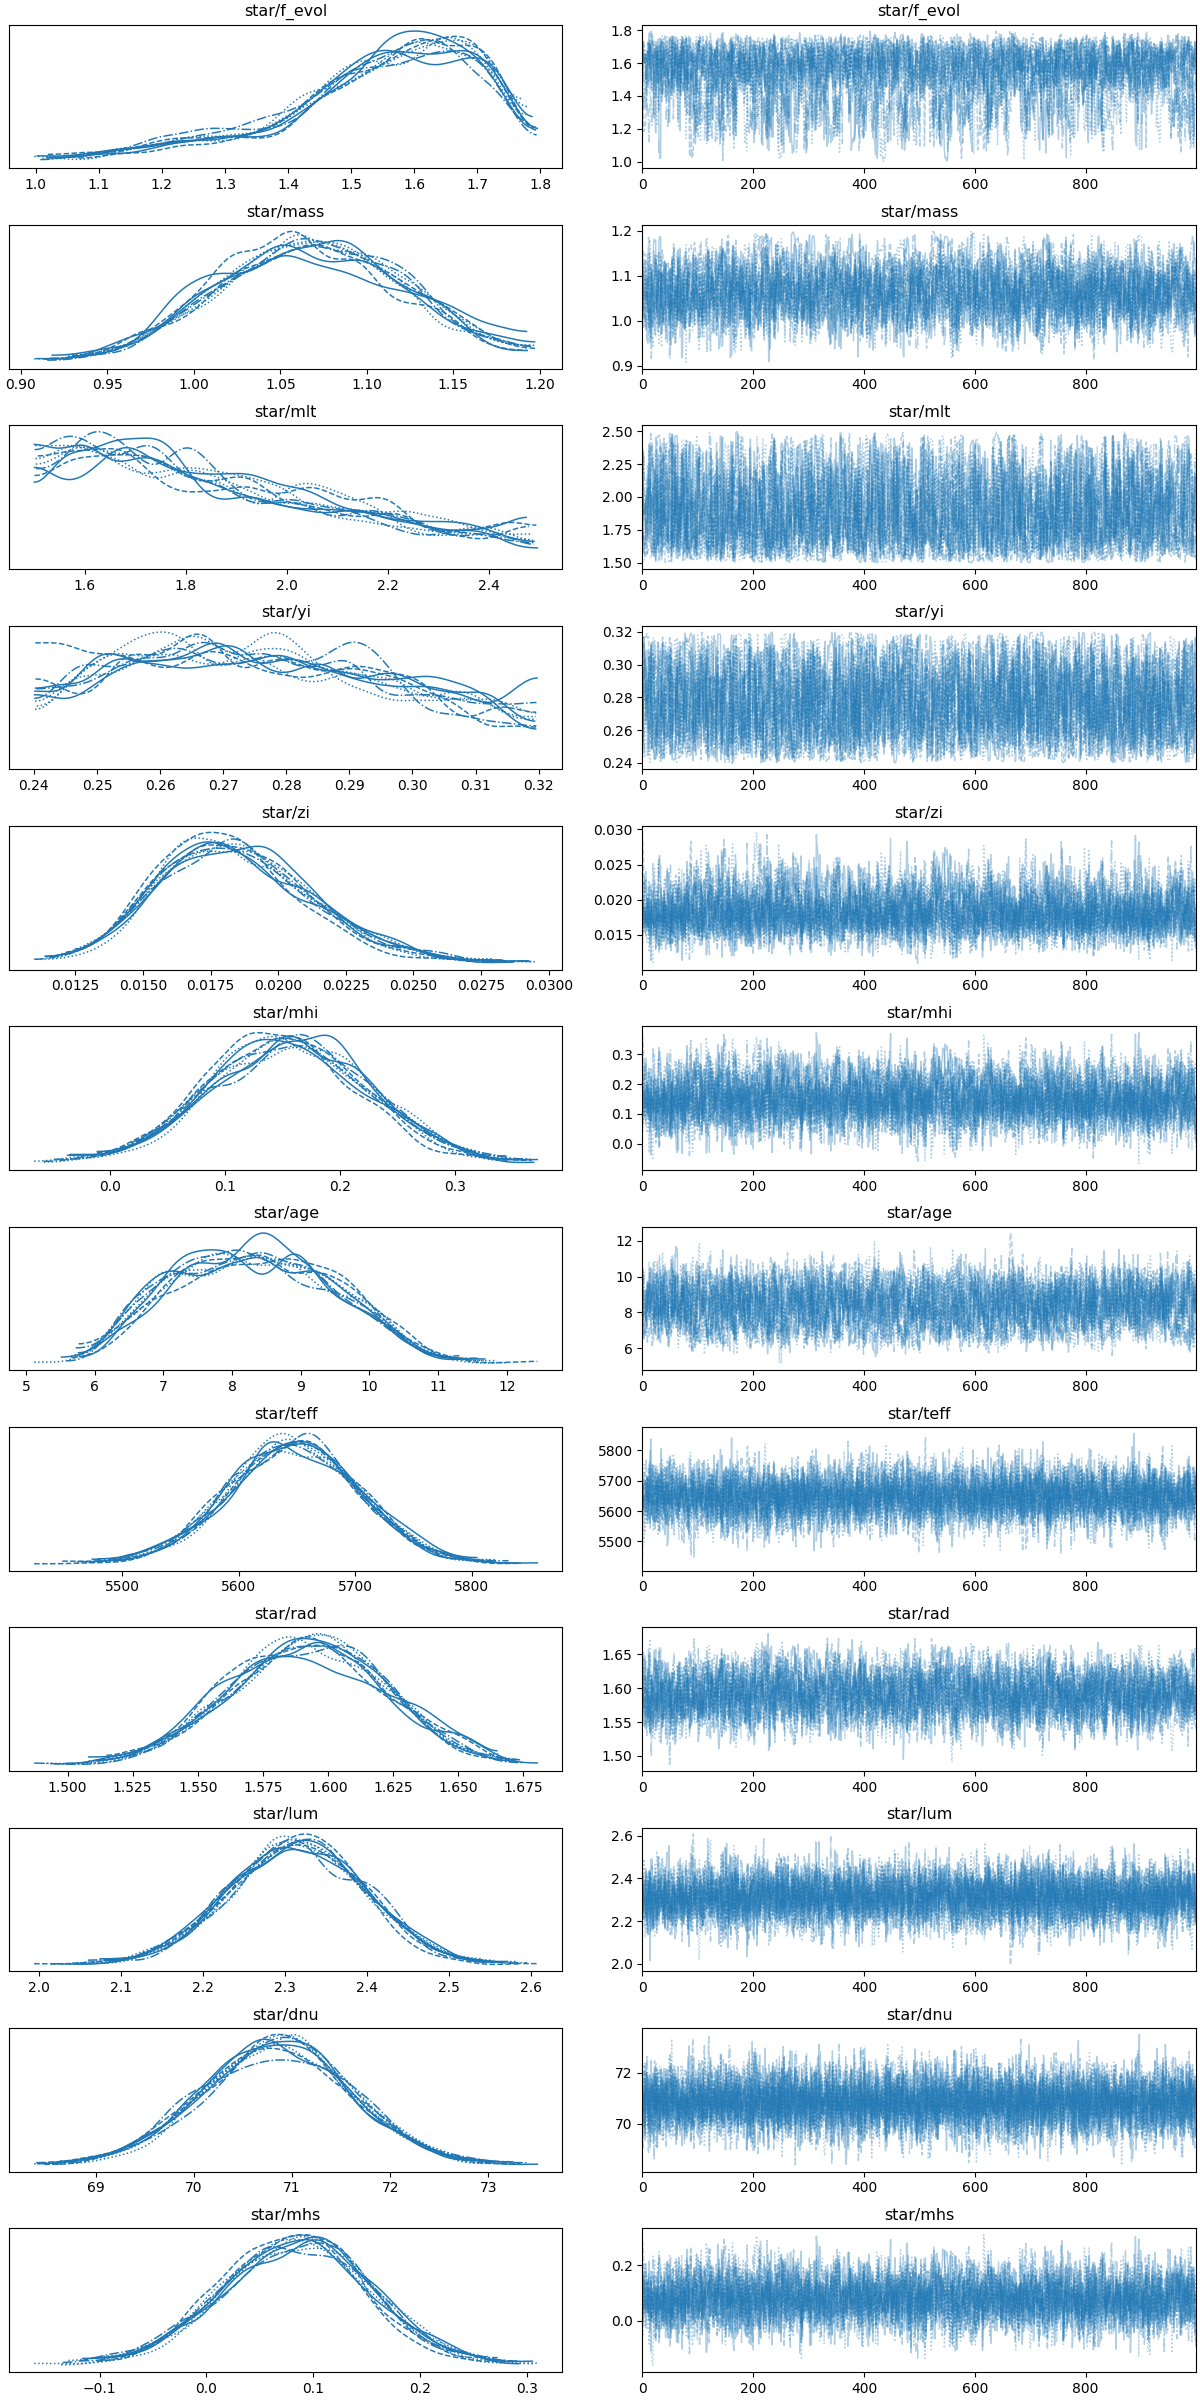 star/f_evol star/f_evol
1.8
1.6
1.4
1.2
1.0
1.0 1.1 1.2 1.3 1.4 1.5 1.6 1.7 1.8 0 200 400 600 800
star/mass star/mass
1.2
1.1
1.0
0.9
0.90 0.95 1.00 1.05 1.10 1.15 1.20 0 200 400 600 800
star/mlt star/mlt
2.50
2.25
2.00
1.75
1.50
1.6 1.8 2.0 2.2 2.4 0 200 400 600 800
star/yi star/yi
0.32
0.30
0.28
0.26
0.24
0.24 0.25 0.26 0.27 0.28 0.29 0.30 0.31 0.32 0 200 400 600 800
star/zi star/zi
0.030
0.025
0.020
0.015
0.0125 0.0150 0.0175 0.0200 0.0225 0.0250 0.0275 0.0300 0 200 400 600 800
star/mhi star/mhi
0.3
0.2
0.1
0.0
0.0 0.1 0.2 0.3 0 200 400 600 800
star/age star/age
12
10
8
6
5 6 7 8 9 10 11 12 0 200 400 600 800
star/teff star/teff
5800
5700
5600
5500
5500 5600 5700 5800 0 200 400 600 800
star/rad star/rad
1.65
1.60
1.55
1.50
1.500 1.525 1.550 1.575 1.600 1.625 1.650 1.675 0 200 400 600 800
star/lum star/lum
2.6
2.4
2.2
2.0
2.0 2.1 2.2 2.3 2.4 2.5 2.6 0 200 400 600 800
star/dnu star/dnu
72
70
69 70 71 72 73 0 200 400 600 800
star/mhs star/mhs
0.2
0.0
−0.1 0.0 0.1 0.2 0.3 0 200 400 600 800